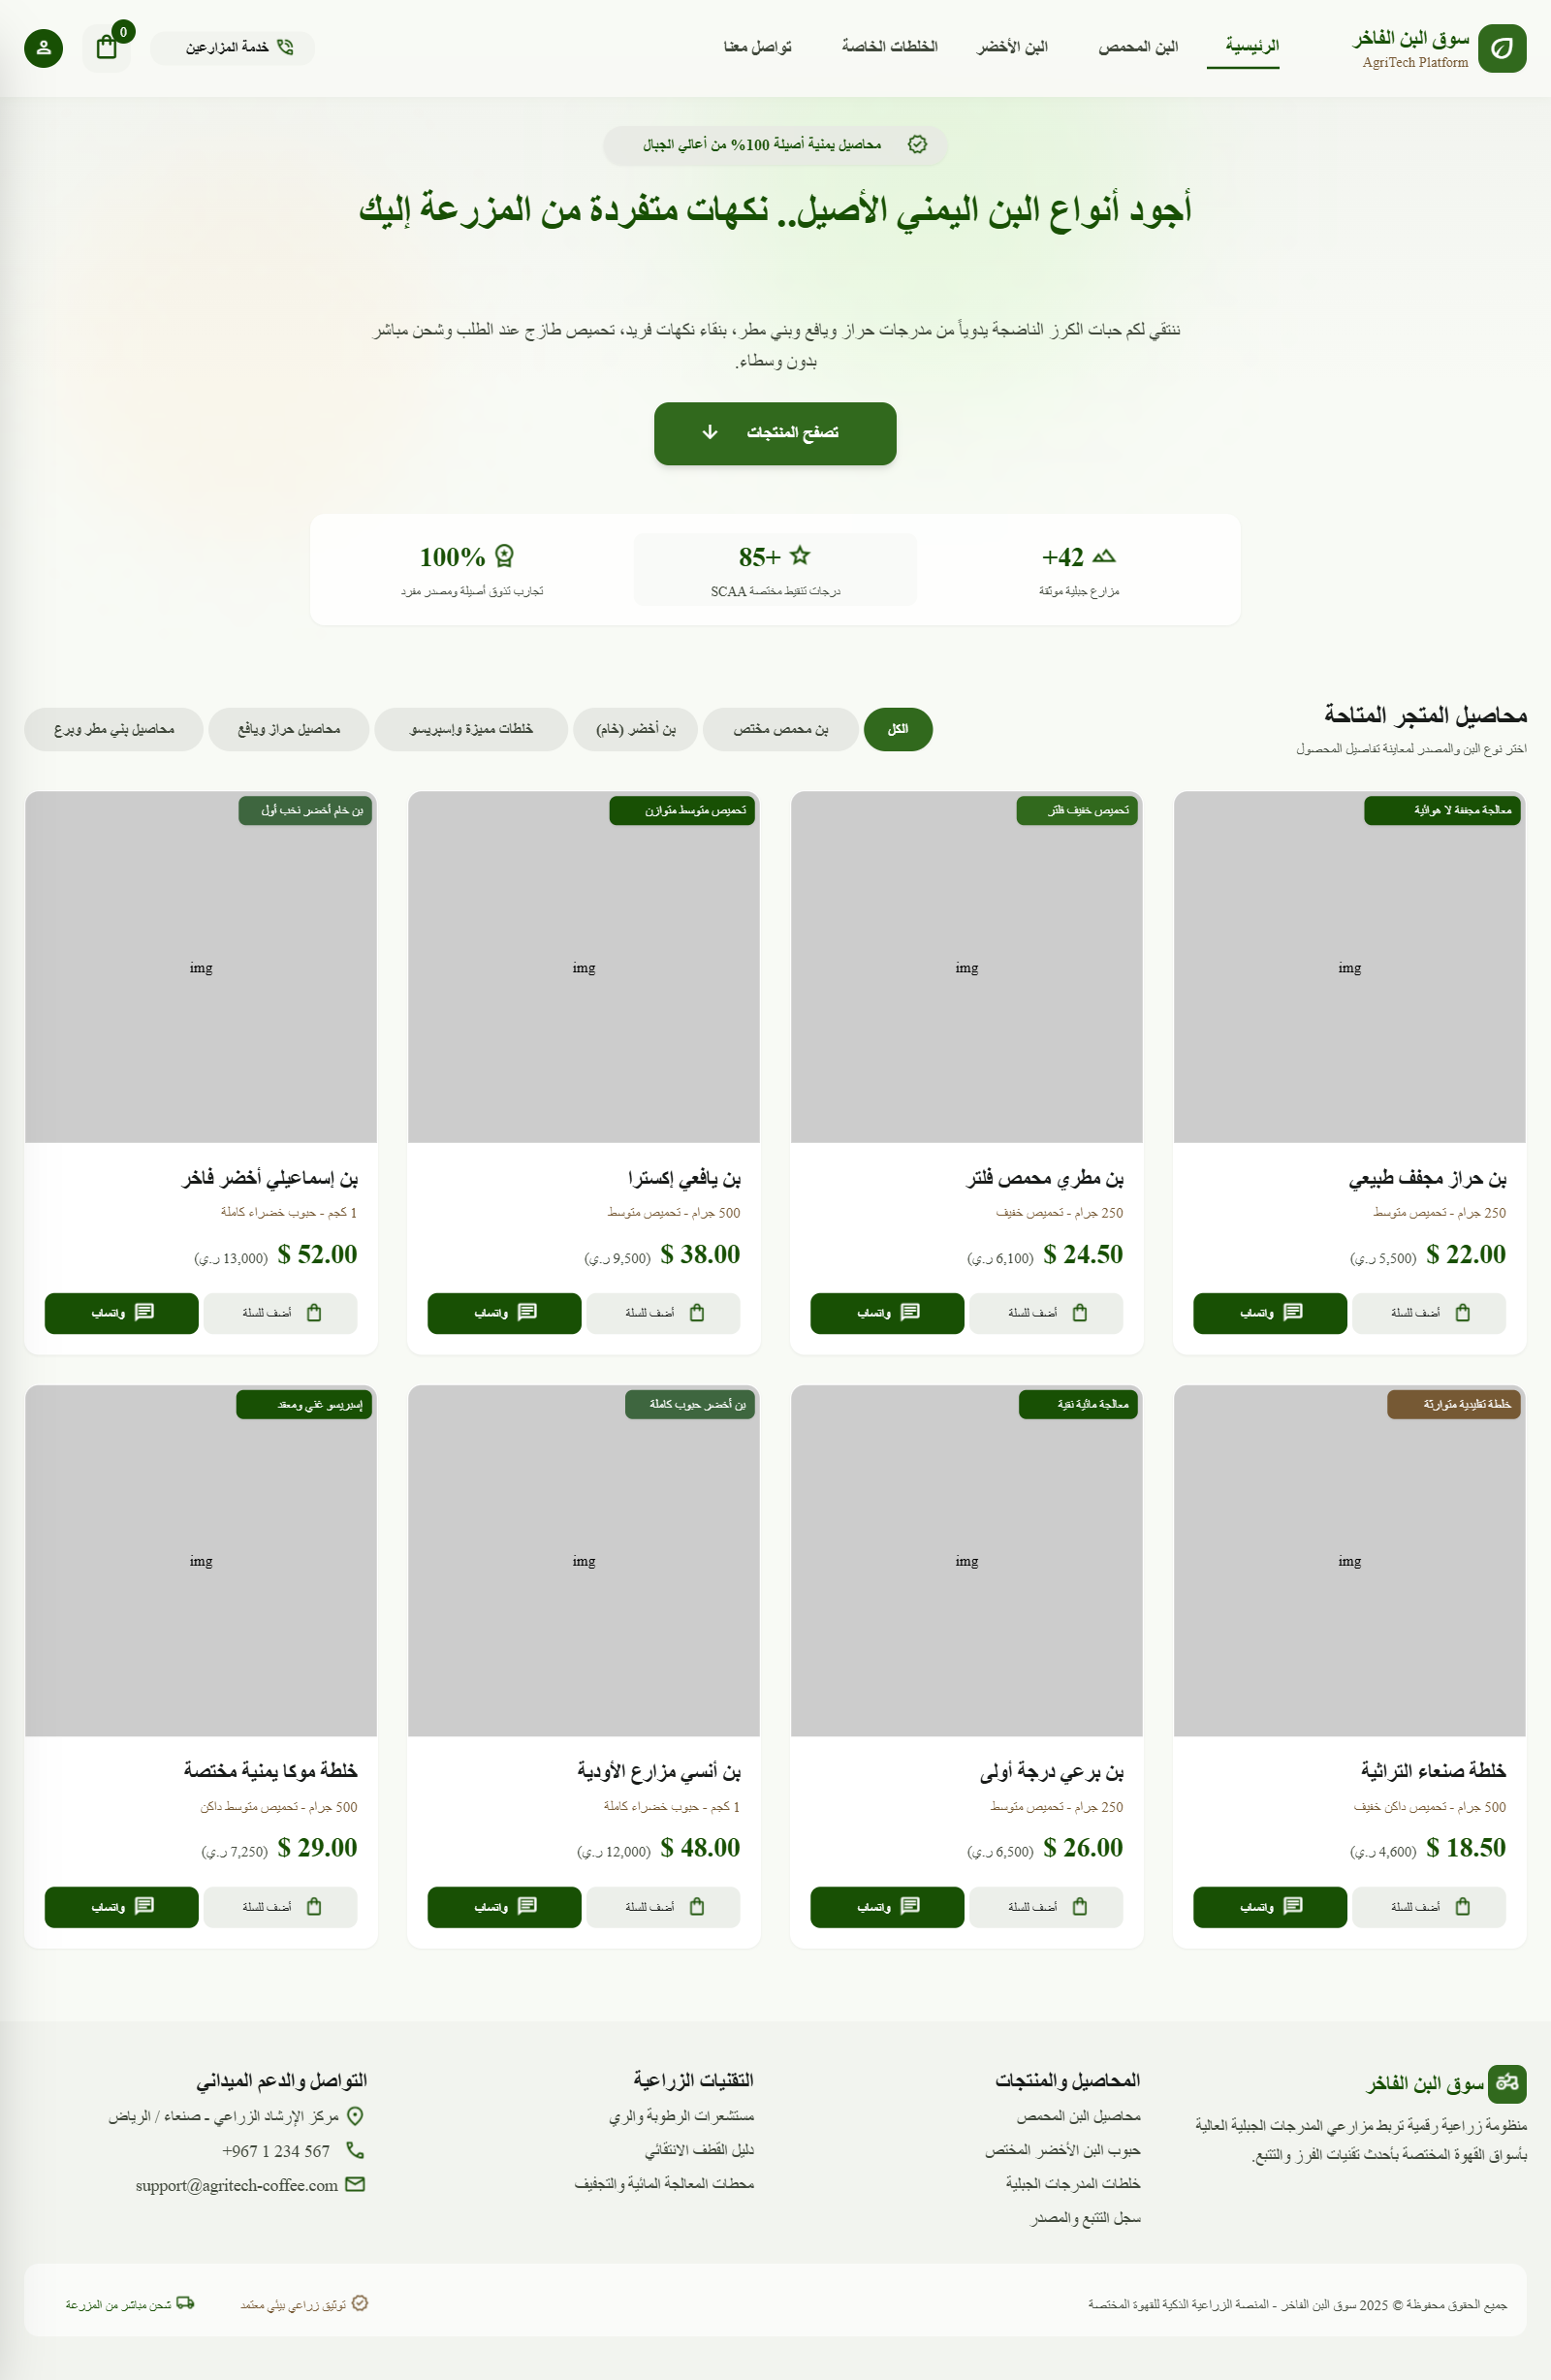 سوق البن الفاخر
AgriTech Platform
الرئيسية
البن المحمص
البن الأخضر
الخلطات الخاصة
تواصل معنا
خدمة المزارعين
0
محاصيل يمنية أصيلة 100% من أعالي الجبال
أجود أنواع البن اليمني الأصيل.. نكهات متفردة من المزرعة إليك
ننتقي لكم حبات الكرز الناضجة يدوياً من مدرجات حراز ويافع وبني مطر، بنقاء نكهات فريد، تحميص طازج عند الطلب وشحن مباشر
بدون وسطاء.
تصفح المنتجات
+42
مزارع جبلية موثقة
85+
درجات تنقيط مختصة SCAA
100%
تجارب تذوق أصيلة ومصدر مفرد
محاصيل المتجر المتاحة
اختر نوع البن والمصدر لمعاينة تفاصيل المحصول
الكل
بن محمص مختص
بن أخضر (خام)
خلطات مميزة وإسبريسو
محاصيل حراز ويافع
محاصيل بني مطر وبرع
معالجة مجففة لا هوائية
img
بن حراز مجفف طبيعي
250 جرام - تحميص متوسط
22.00 $ (5,500 ر.ي)
أضف للسلة
واتساب
تحميص خفيف فلتر
img
بن مطري محمص فلتر
250 جرام - تحميص خفيف
24.50 $ (6,100 ر.ي)
أضف للسلة
واتساب
تحميص متوسط متوازن
img
بن يافعي إكسترا
500 جرام - تحميص متوسط
38.00 $ (9,500 ر.ي)
أضف للسلة
واتساب
بن خام أخضر نخب أول
img
بن إسماعيلي أخضر فاخر
1 كجم - حبوب خضراء كاملة
52.00 $ (13,000 ر.ي)
أضف للسلة
واتساب
خلطة تقليدية متوارثة
img
خلطة صنعاء التراثية
500 جرام - تحميص داكن خفيف
18.50 $ (4,600 ر.ي)
أضف للسلة
واتساب
معالجة مائية نقية
img
بن برعي درجة أولى
250 جرام - تحميص متوسط
26.00 $ (6,500 ر.ي)
أضف للسلة
واتساب
بن أخضر حبوب كاملة
img
بن أنسي مزارع الأودية
1 كجم - حبوب خضراء كاملة
48.00 $ (12,000 ر.ي)
أضف للسلة
واتساب
إسبريسو غني ومعقد
img
خلطة موكا يمنية مختصة
500 جرام - تحميص متوسط داكن
29.00 $ (7,250 ر.ي)
أضف للسلة
واتساب
سوق البن الفاخر
منظومة زراعية رقمية تربط مزارعي المدرجات الجبلية العالية
بأسواق القهوة المختصة بأحدث تقنيات الفرز والتتبع.
المحاصيل والمنتجات
محاصيل البن المحمص
حبوب البن الأخضر المختص
خلطات المدرجات الجبلية
سجل التتبع والمصدر
التقنيات الزراعية
مستشعرات الرطوبة والري
دليل القطف الانتقائي
محطات المعالجة المائية والتجفيف
التواصل والدعم الميداني
مركز الإرشاد الزراعي - صنعاء / الرياض
+967 1 234 567
support@agritech-coffee.com
جميع الحقوق محفوظة © 2025 سوق البن الفاخر - المنصة الزراعية الذكية للقهوة المختصة
توثيق زراعي بيئي معتمد
شحن مباشر من المزرعة